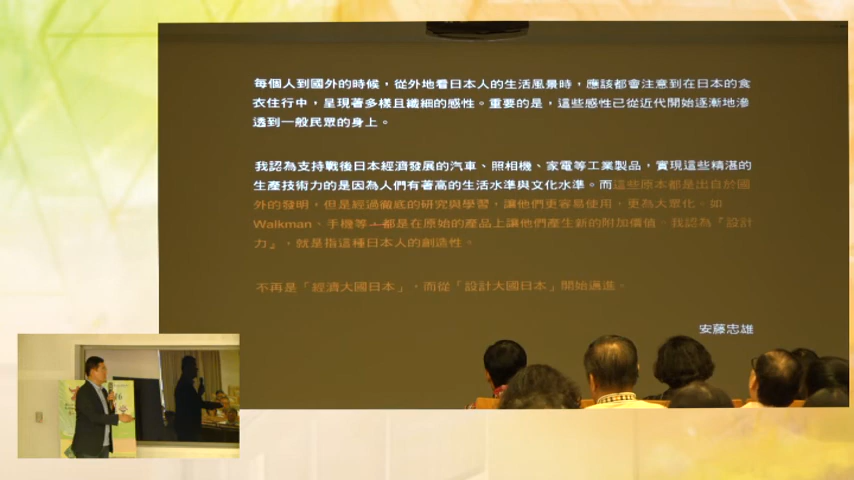 每個人到國外的時候，從外地看日本人的生活風景時，應該都會注意到在日本的食
衣住行中，呈現著多樣且纖細的感性。重要的是，這些感性已從近代開始逐漸地滲
透到一般民眾的身上。
我認為支持戰後日本經濟發展的汽車、照相機、家電等工業製品，實現這些精湛的
生產技術力的是因為人們有著高的生活水準與文化水準。而這些原本都是出自於國
外的發明，但是經過徹底的研究與學習，讓他們更容易使用，更為大眾化。如
Walkman、手機等，都是在原始的產品上讓他們產生新的附加價值。我認為『設計
力』，就是指這種日本人的創造性。
不再是「經濟大國日本」，而從「設計大國日本」開始邁進。
安藤忠雄